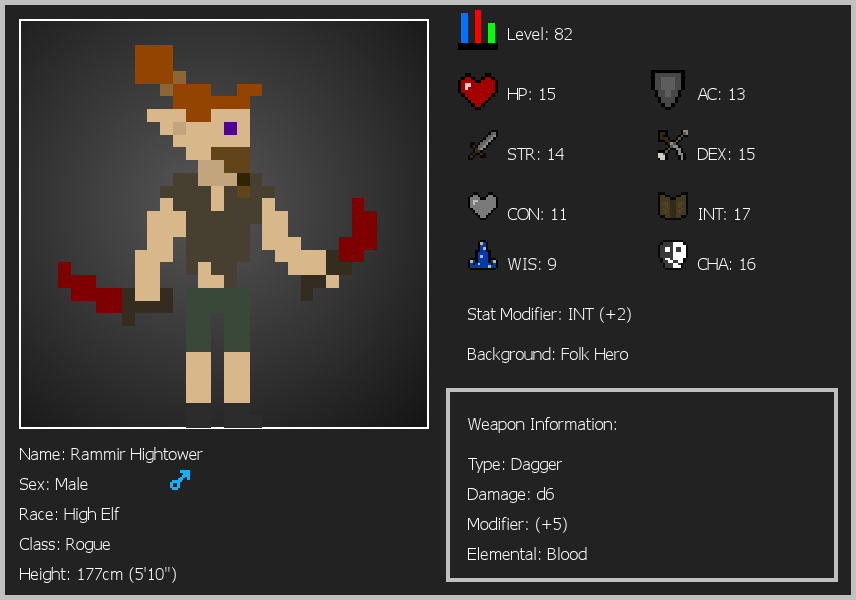 Level: 82
HP: 15
AC: 13
STR: 14
DEX: 15
CON: 11
INT: 17
WIS: 9
CHA: 16
Stat Modifier: INT (+2)
Background: Folk Hero
Weapon Information:
Type: Dagger
Damage: d6
Modifier: (+5)
Elemental: Blood
Name: Rammir Hightower
Sex: Male
Race: High Elf
Class: Rogue
Height: 177cm (5'10")